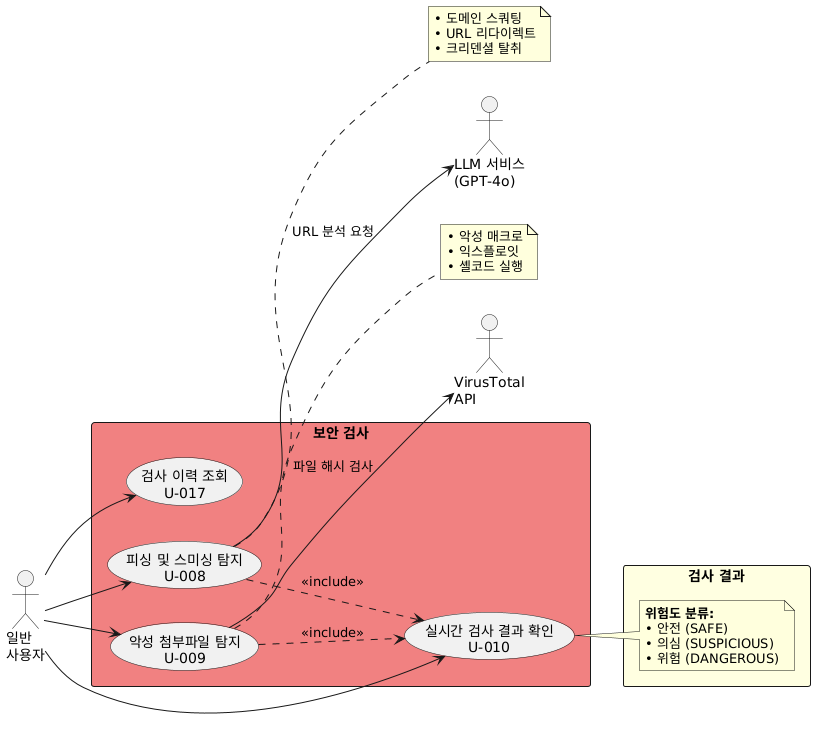 • 도메인 스쿼팅
• URL 리다이렉트
• 크리덴셜 탈취
LLM 서비스
(GPT-4o)
URL 분석 요청
• 악성 매크로
• 익스플로잇
• 셸코드 실행
VirusTotal
API
보안 검사
파일 해시 검사
검사 이력 조회
U-017
피싱 및 스미싱 탐지
U-008
«include»
악성 첨부파일 탐지
U-009
«include»
실시간 검사 결과 확인
U-010
일반
사용자
검사 결과
위험도 분류:
• 안전 (SAFE)
• 의심 (SUSPICIOUS)
• 위험 (DANGEROUS)